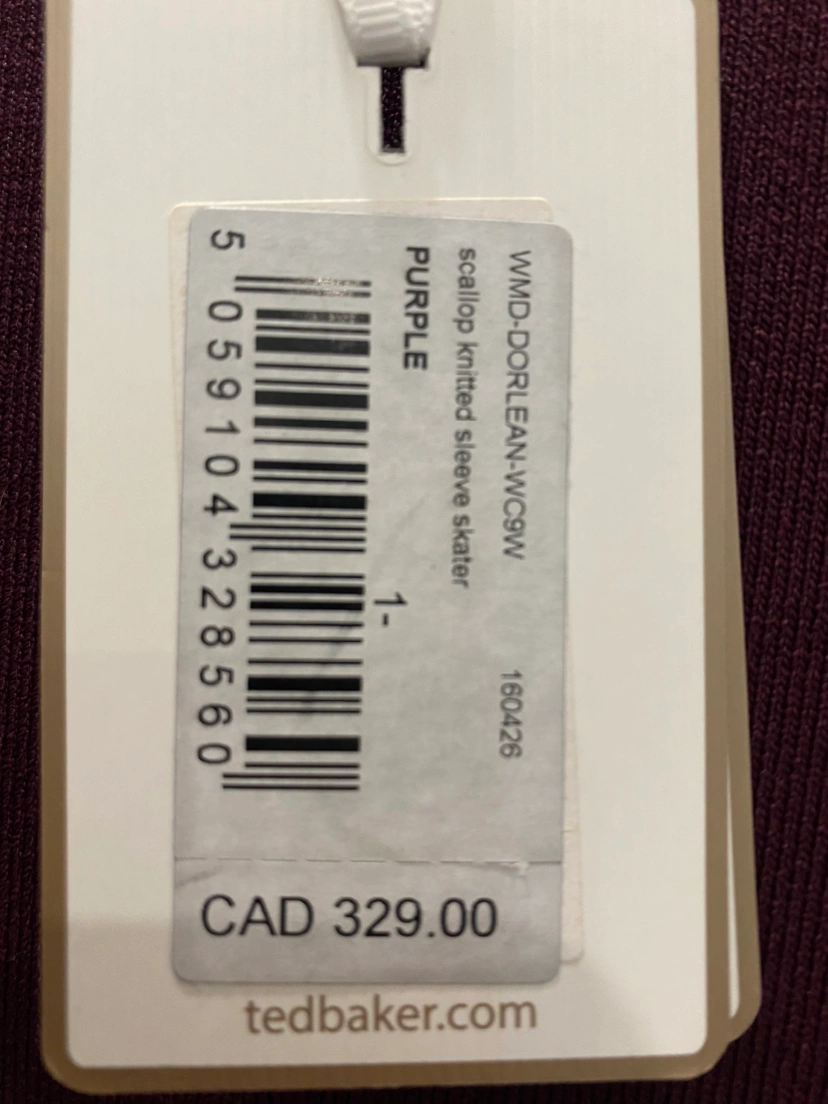 WMD-DORLEAN-WC9W 160426
scallop knitted sleeve skater
PURPLE
1-
5 059104 328560
CAD 329.00
tedbaker.com